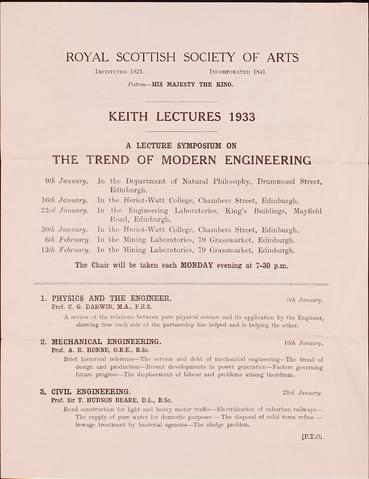 ROYAL SCOTTISH SOCIETY OF ARTS
INSTITUTED 1821. INCORPORATED 1841.
Patron—HIS MAJESTY THE KING.
KEITH LECTURES 1933
A LECTURE SYMPOSIUM ON
THE TREND OF MODERN ENGINEERING
9th January. In the Department of Natural Philosophy, Drummond Street,
Edinburgh.
16th January. In the Heriot-Watt College, Chambers Street, Edinburgh.
23rd January. In the Engineering Laboratories, King's Buildings, Mayfield
Road, Edinburgh.
30th January. In the Heriot-Watt College, Chambers Street, Edinburgh.
6th February. In the Mining Laboratories, 79 Grassmarket, Edinburgh.
13th February. In the Mining Laboratories, 79 Grassmarket, Edinburgh.
The Chair will be taken each MONDAY evening at 7-30 p.m.
1. PHYSICS AND THE ENGINEER. 9th January.
Prof. C. G. DARWIN, M.A., F.R.S.
A review of the relations between pure physical science and its application by the Engineer,
showing how each side of the partnership has helped and is helping the other.
2. MECHANICAL ENGINEERING. 16th January.
Prof. A. R. HORNE, O.B.E., B.Sc.
Brief historical reference—The service and debt of mechanical engineering—The trend of
design and production—Recent developments in power generation—Factors governing
future progress—The displacement of labour and problems arising therefrom.
3. CIVIL ENGINEERING. 23rd January.
Prof. Sir T. HUDSON BEARE, D.L., B.Sc.
Road construction for light and heavy motor traffic—Electrification of suburban railways—
The supply of pure water for domestic purposes—The disposal of solid town refuse—
Sewage treatment by bacterial agencies—The sludge problem.
[P.T.O.